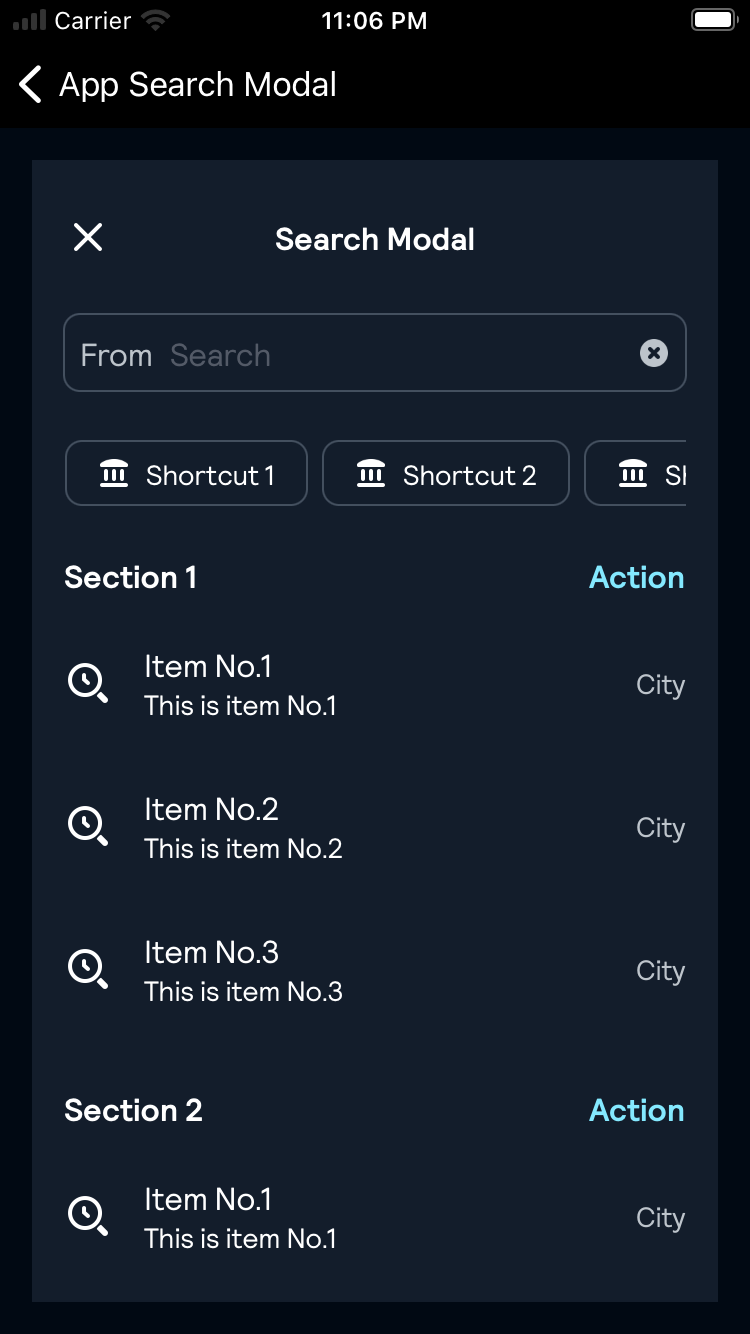 Carrier 11:06 PM
App Search Modal
Search Modal
From Search
Shortcut 1 Shortcut 2
Section 1 Action
Item No.1
This is item No.1
City
Item No.2
This is item No.2
City
Item No.3
This is item No.3
City
Section 2 Action
Item No.1
This is item No.1
City